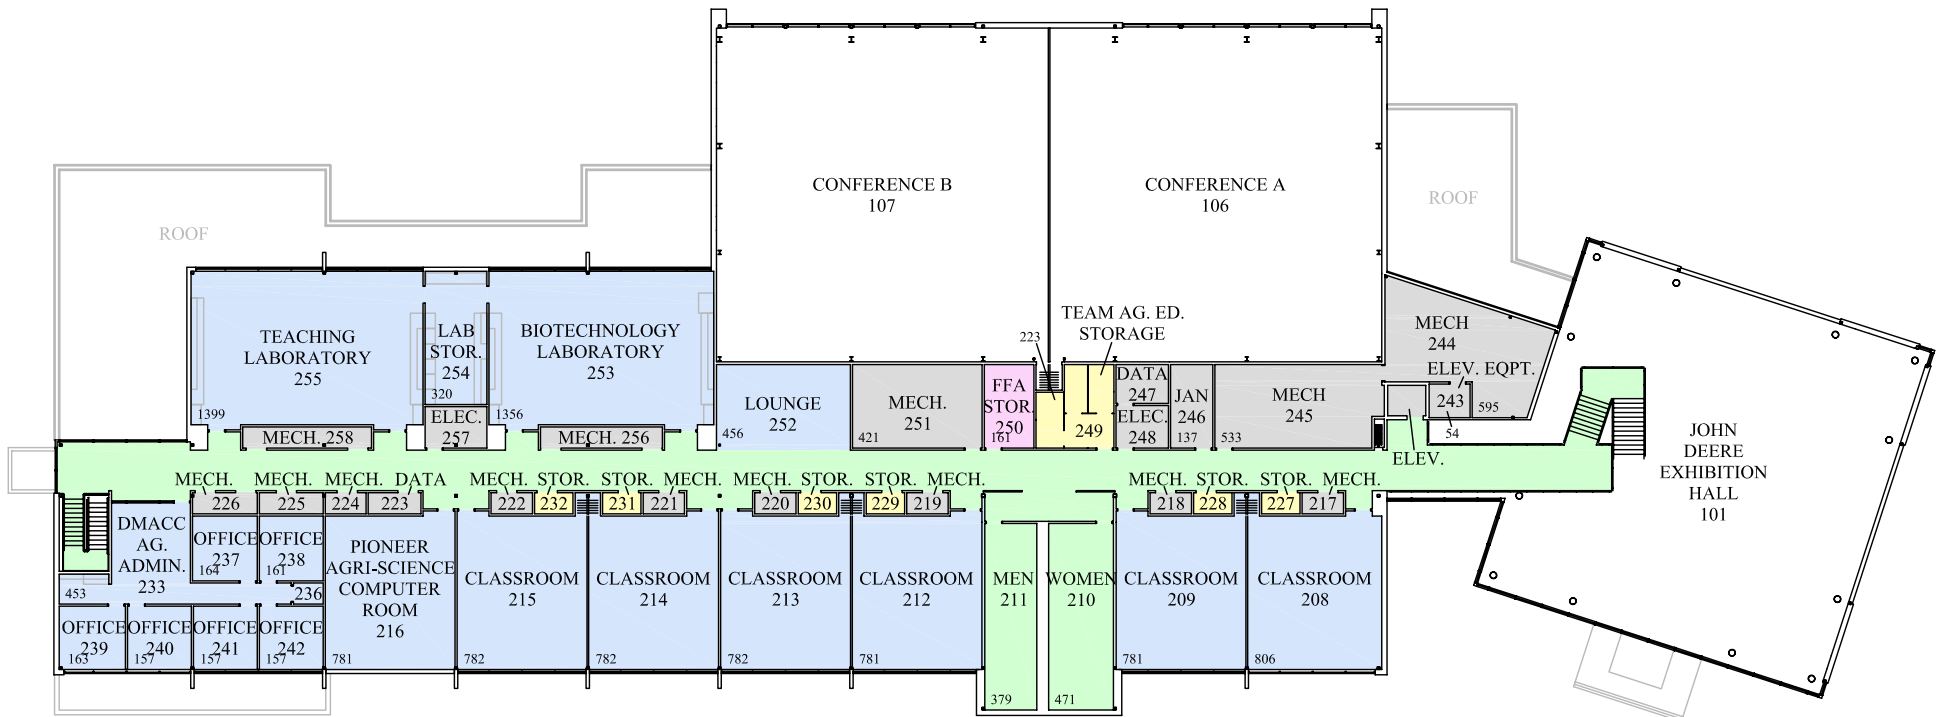 CONFERENCE B
107
CONFERENCE A
106
ROOF
ROOF
TEACHING
LABORATORY
255
1399
LAB
STOR.
254
320
BIOTECHNOLOGY
LABORATORY
253
1356
ELEC.
257
MECH. 258
MECH. 256
LOUNGE
252
456
MECH.
251
421
FFA
STOR.
250
161
223
TEAM AG. ED.
STORAGE
249
DATA
247
ELEC.
248
JAN
246
137
MECH
245
533
MECH
244
595
ELEV. EQPT.
243
54
ELEV.
JOHN
DEERE
EXHIBITION
HALL
101
MECH.
226
MECH.
225
MECH.
224
DATA
223
MECH.
222
STOR.
232
STOR.
231
MECH.
221
MECH.
220
STOR.
230
STOR.
229
MECH.
219
MECH.
218
STOR.
228
STOR.
227
MECH.
217
DMACC
AG.
ADMIN.
233
453
OFFICE
237
164
OFFICE
238
161
236
OFFICE
239
163
OFFICE
240
157
OFFICE
241
157
OFFICE
242
157
PIONEER
AGRI-SCIENCE
COMPUTER
ROOM
216
781
CLASSROOM
215
782
CLASSROOM
214
782
CLASSROOM
213
782
CLASSROOM
212
781
MEN
211
379
WOMEN
210
471
CLASSROOM
209
781
CLASSROOM
208
806